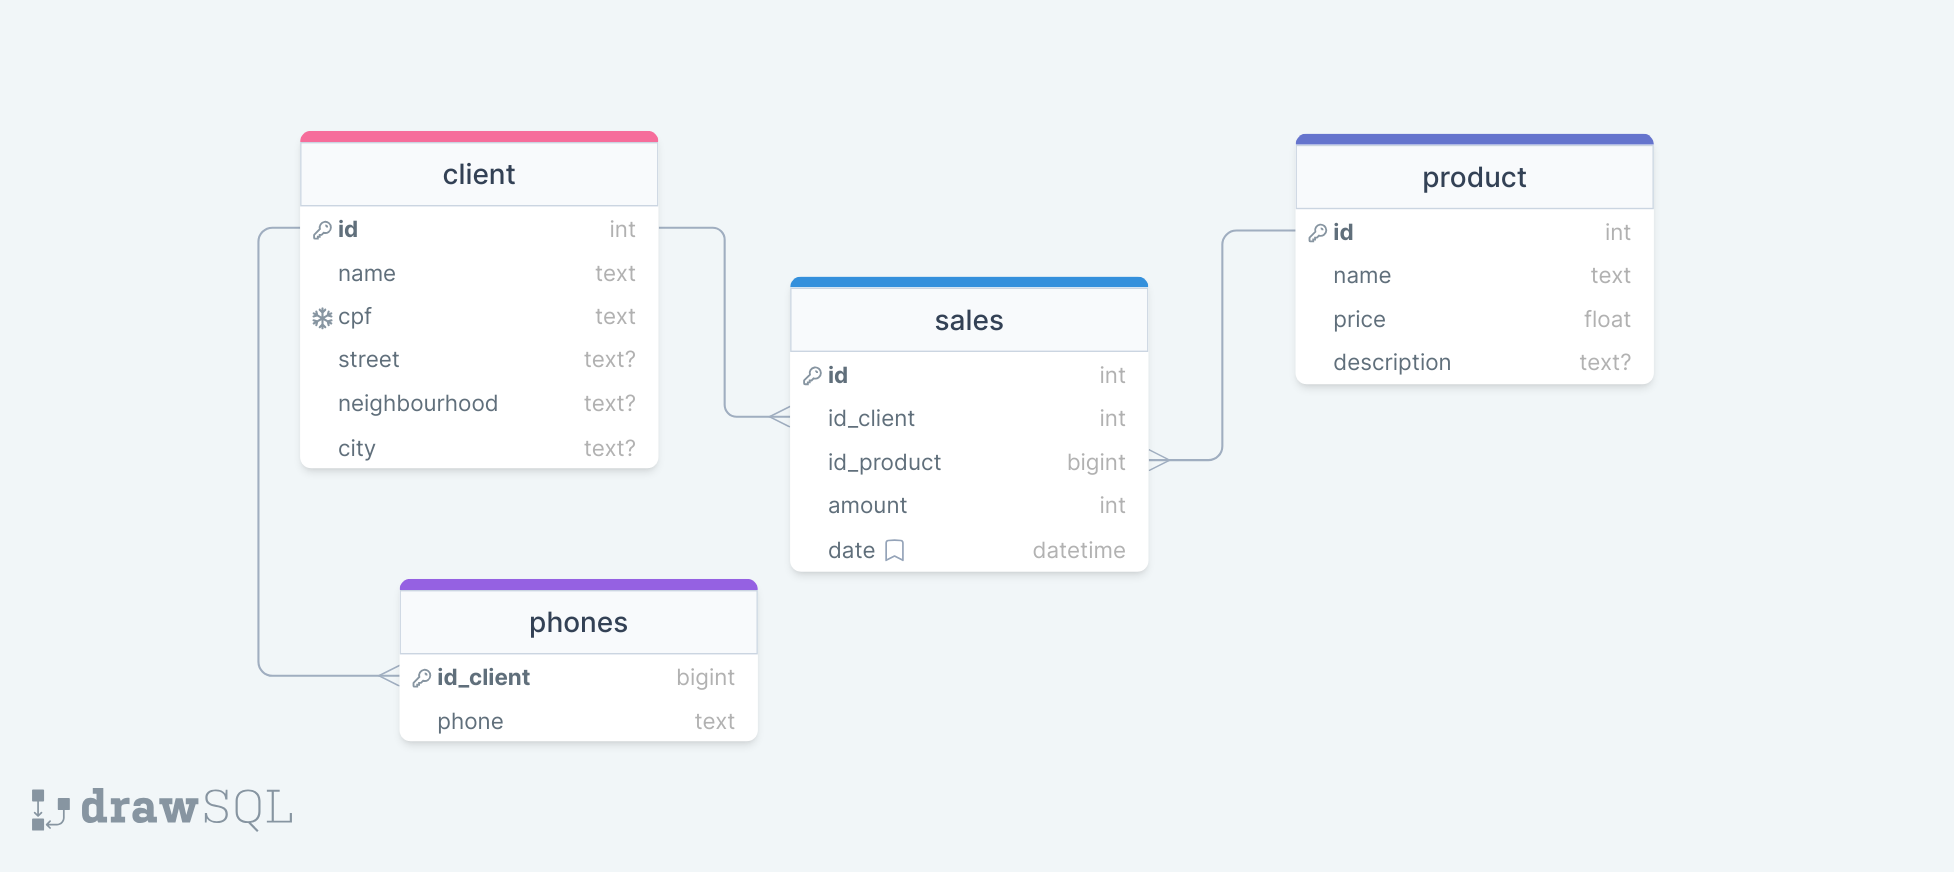 client
id int
name text
cpf text
street text?
neighbourhood text?
city text?
product
id int
name text
price float
description text?
sales
id int
id_client int
id_product bigint
amount int
date datetime
phones
id_client bigint
phone text
drawSQL